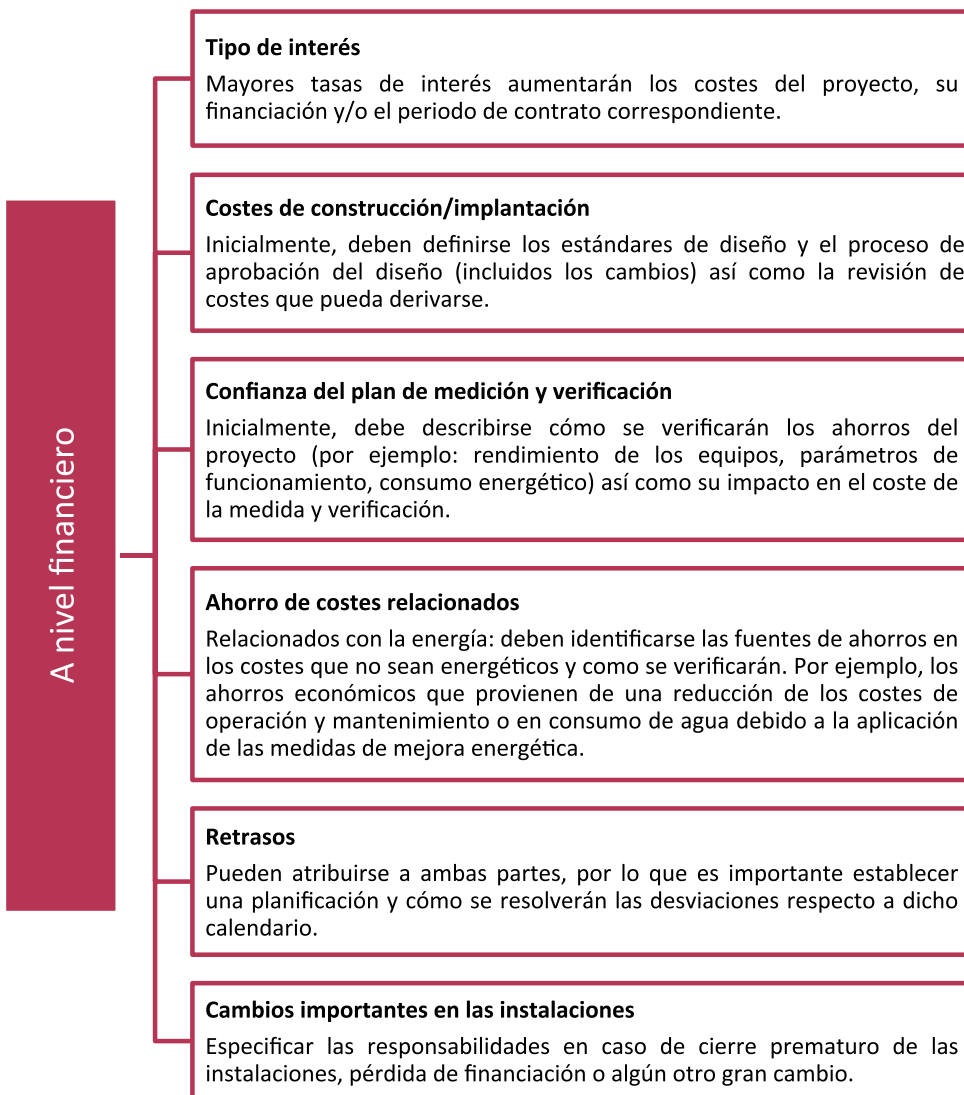 A nivel financiero
Tipo de interés
Mayores tasas de interés aumentarán los costes del proyecto, su
financiación y/o el periodo de contrato correspondiente.
Costes de construcción/implantación
Inicialmente, deben definirse los estándares de diseño y el proceso de
aprobación del diseño (incluidos los cambios) así como la revisión de
costes que pueda derivarse.
Confianza del plan de medición y verificación
Inicialmente, debe describirse cómo se verificarán los ahorros del
proyecto (por ejemplo: rendimiento de los equipos, parámetros de
funcionamiento, consumo energético) así como su impacto en el coste de
la medida y verificación.
Ahorro de costes relacionados
Relacionados con la energía: deben identificarse las fuentes de ahorros en
los costes que no sean energéticos y como se verificarán. Por ejemplo, los
ahorros económicos que provienen de una reducción de los costes de
operación y mantenimiento o en consumo de agua debido a la aplicación
de las medidas de mejora energética.
Retrasos
Pueden atribuirse a ambas partes, por lo que es importante establecer
una planificación y cómo se resolverán las desviaciones respecto a dicho
calendario.
Cambios importantes en las instalaciones
Especificar las responsabilidades en caso de cierre prematuro de las
instalaciones, pérdida de financiación o algún otro gran cambio.